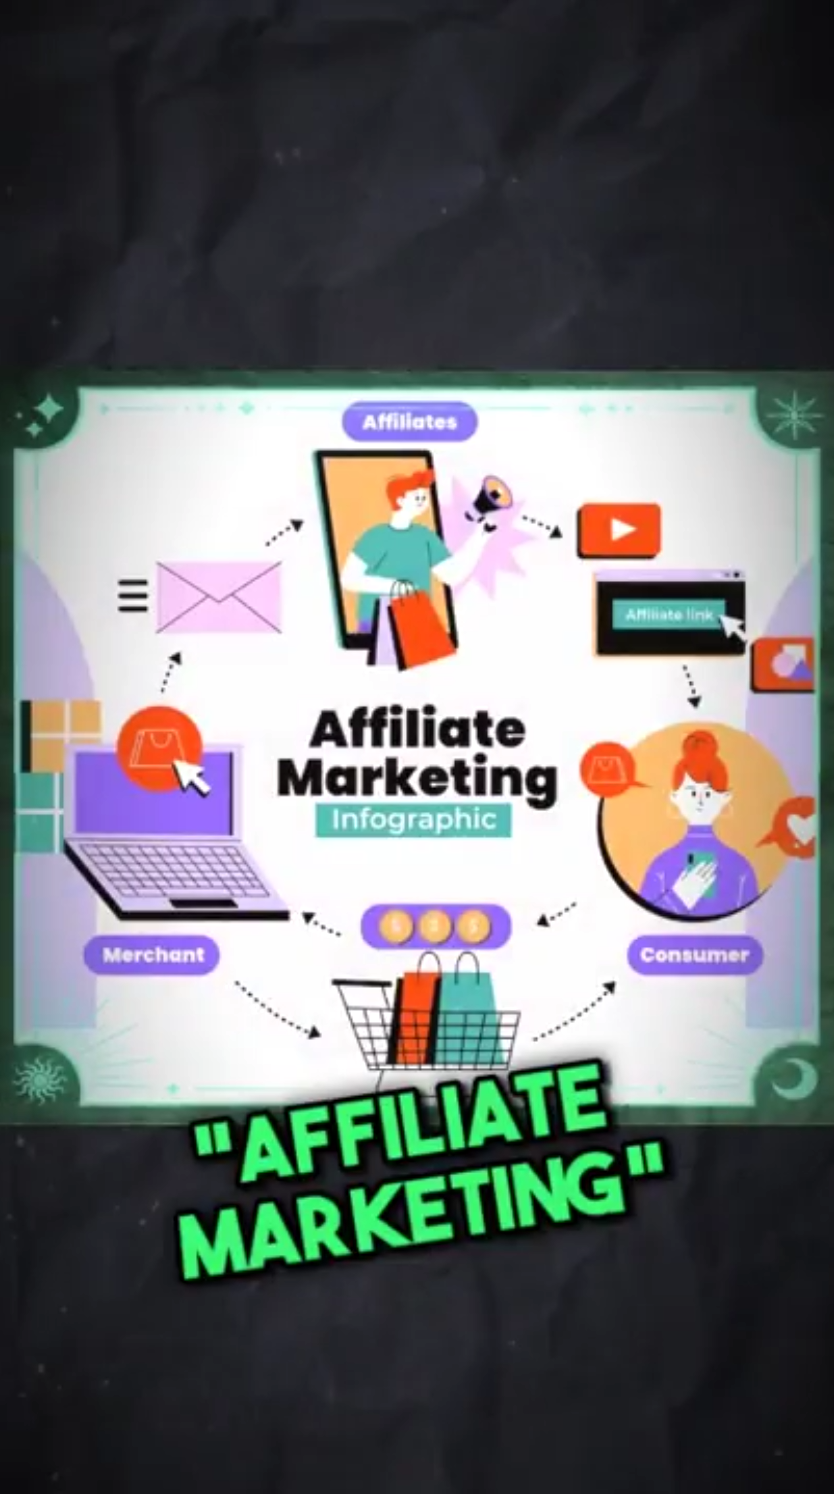 Affiliates
Affiliate link
Affiliate
Marketing
Infographic
Merchant
Consumer
"AFFILIATE
MARKETING"